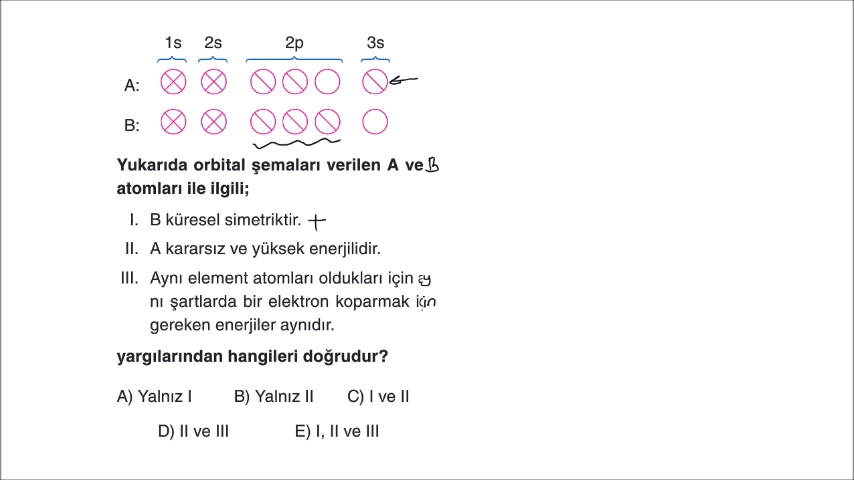 1s 2s 2p 3s
A:
B:
Yukarıda orbital şemaları verilen A ve B
atomları ile ilgili;
I. B küresel simetriktir. +
II. A kararsız ve yüksek enerjilidir.
III. Aynı element atomları oldukları için ay
nı şartlarda bir elektron koparmak için
gereken enerjiler aynıdır.
yargılarından hangileri doğrudur?
A) Yalnız I B) Yalnız II C) I ve II
D) II ve III E) I, II ve III